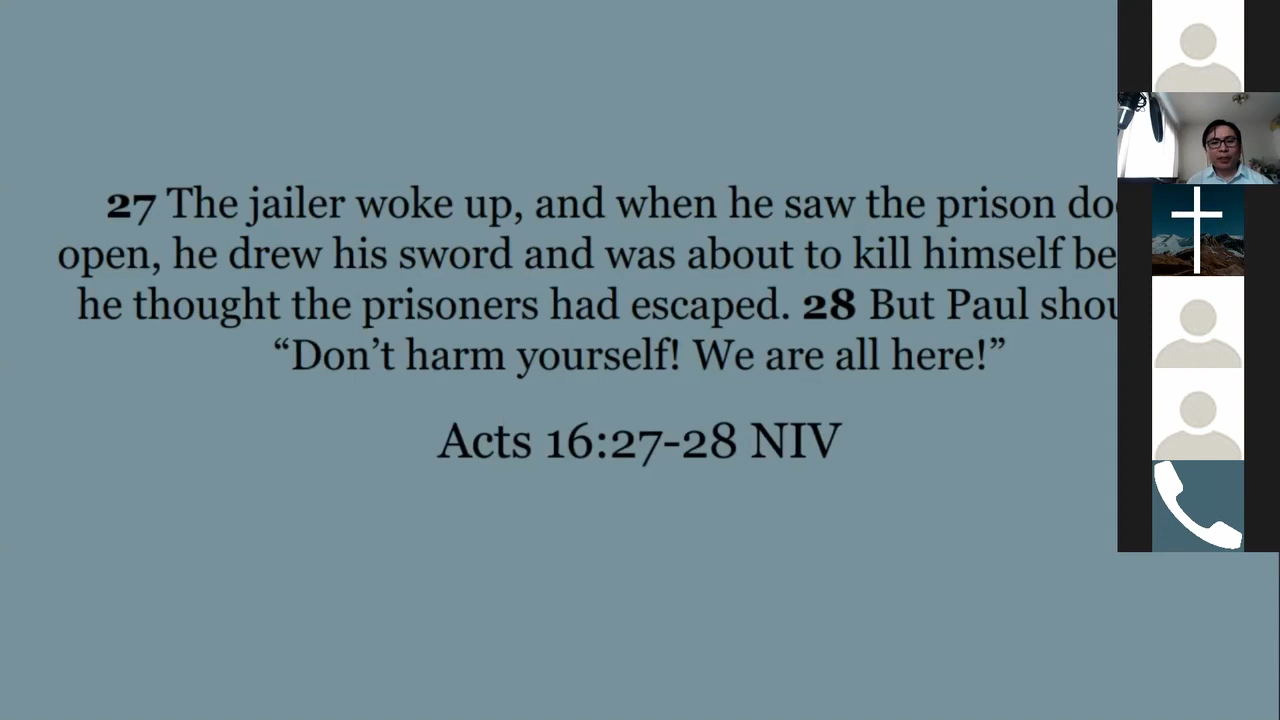 27 The jailer woke up, and when he saw the prison
open, he drew his sword and was about to kill himself
he thought the prisoners had escaped. 28 But Paul
“Don’t harm yourself! We are all here!”
Acts 16:27-28 NIV